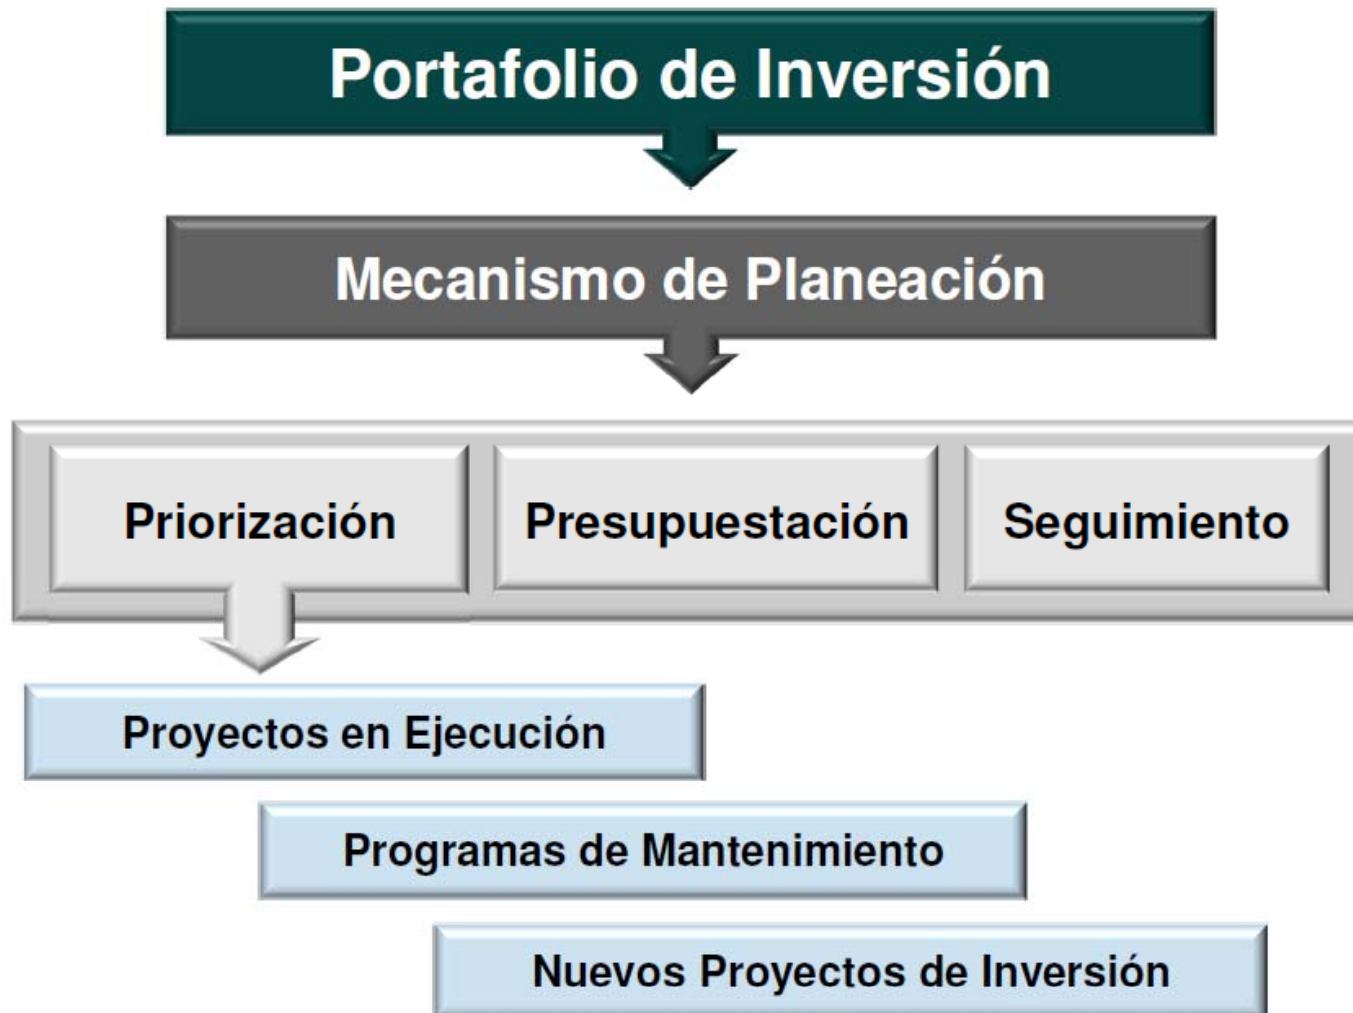 Portafolio de Inversión
Mecanismo de Planeación
Priorización
Presupuestación
Seguimiento
Proyectos en Ejecución
Programas de Mantenimiento
Nuevos Proyectos de Inversión